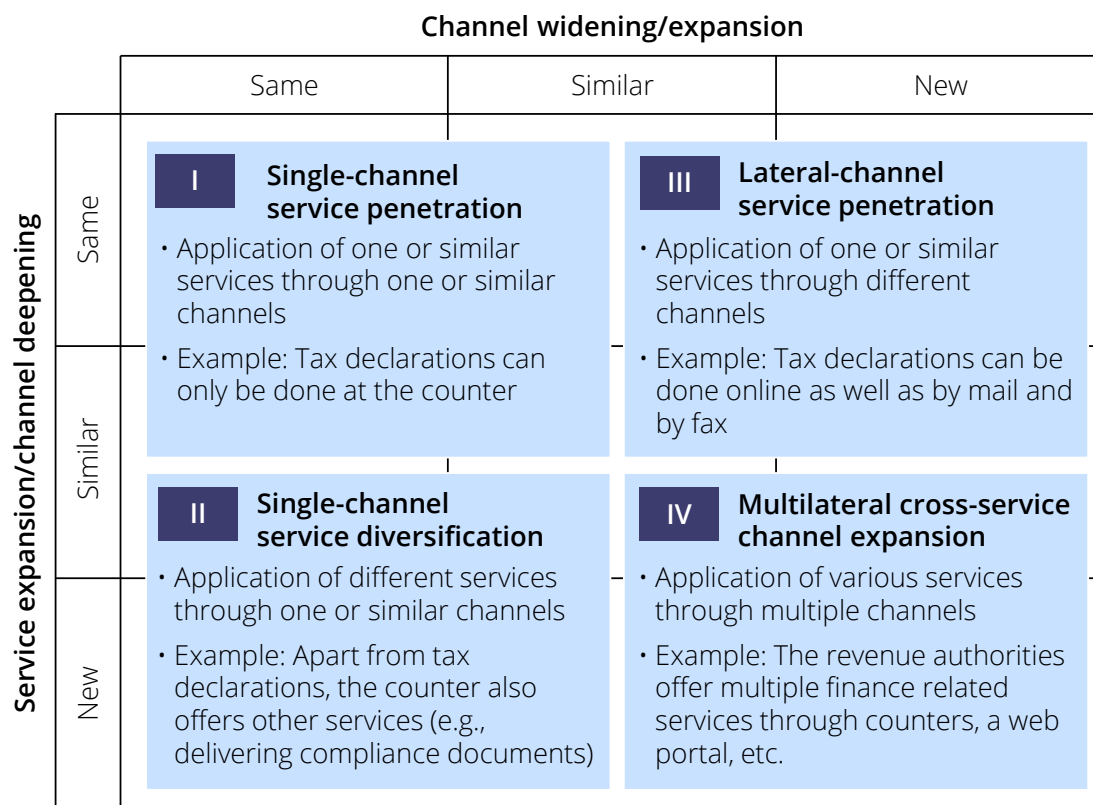 Channel widening/expansion
Same
Similar
New
Service expansion/channel deepening
Same
Similar
New
I
Single-channel
service penetration
• Application of one or similar
services through one or similar
channels
• Example: Tax declarations can
only be done at the counter
III
Lateral-channel
service penetration
• Application of one or similar
services through different
channels
• Example: Tax declarations can be
done online as well as by mail and
by fax
II
Single-channel
service diversification
• Application of different services
through one or similar channels
• Example: Apart from tax
declarations, the counter also
offers other services (e.g.,
delivering compliance documents)
IV
Multilateral cross-service
channel expansion
• Application of various services
through multiple channels
• Example: The revenue authorities
offer multiple finance related
services through counters, a web
portal, etc.